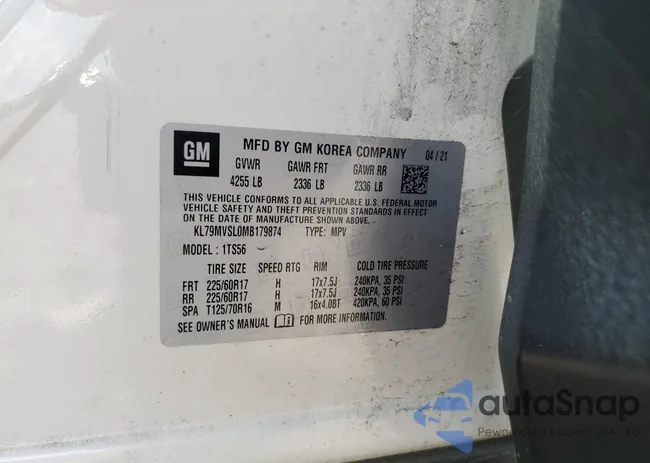 GM
MFD BY GM KOREA COMPANY 04 / 21
GVWR GAWR FRT GAWR RR
4255 LB 2336 LB 2336 LB
THIS VEHICLE CONFORMS TO ALL APPLICABLE U.S. FEDERAL MOTOR
VEHICLE SAFETY AND THEFT PREVENTION STANDARDS IN EFFECT
ON THE DATE OF MANUFACTURE SHOWN ABOVE.
KL79MVSL0MB179874 TYPE: MPV
MODEL : 1TS56
TIRE SIZE SPEED RTG RIM COLD TIRE PRESSURE
FRT 225/60R17 H 17x7.5J 240KPA, 35 PSI
RR 225/60R17 H 17x7.5J 240KPA, 35 PSI
SPA T125/70R16 M 16x4.0BT 420KPA, 60 PSI
SEE OWNER'S MANUAL FOR MORE INFORMATION.
autoSnap